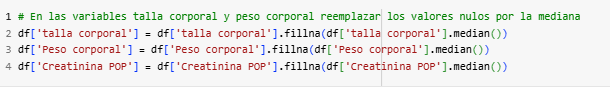 1 # En las variables talla corporal y peso corporal reemplazar los valores nulos por la mediana
2 df['talla corporal'] = df['talla corporal'].fillna(df['talla corporal'].median())
3 df['Peso corporal'] = df['Peso corporal'].fillna(df['Peso corporal'].median())
4 df['Creatinina POP'] = df['Creatinina POP'].fillna(df['Creatinina POP'].median())